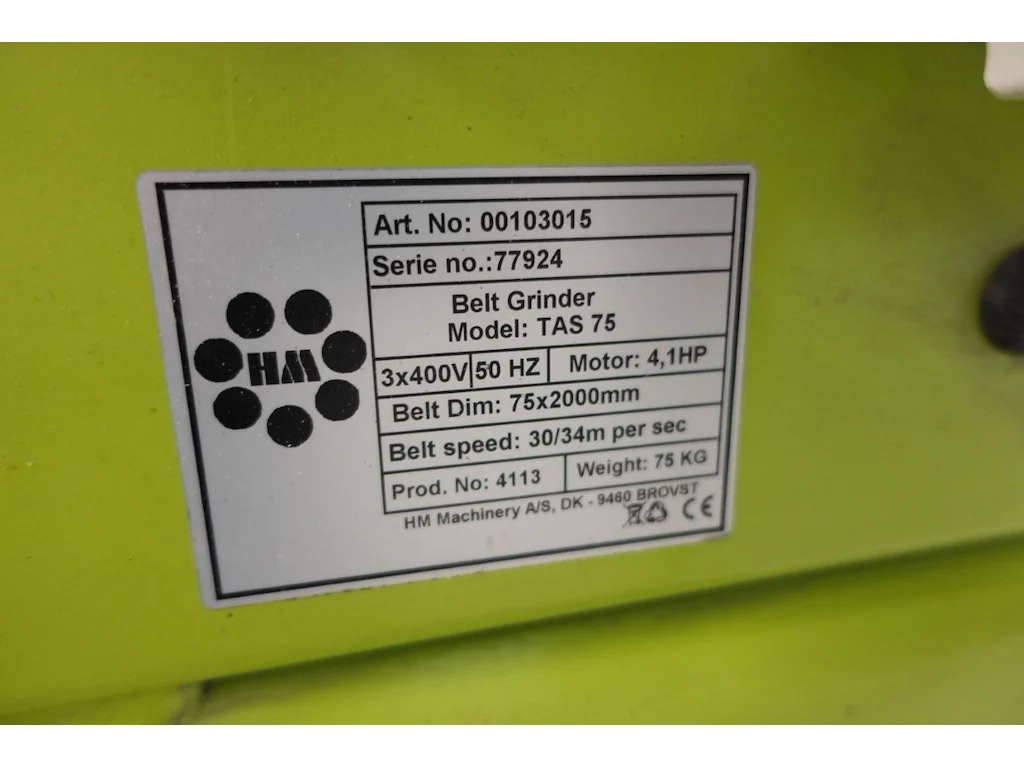 Art. No: 00103015
Serie no.:77924
Belt Grinder
Model: TAS 75
3x400V 50 HZ Motor: 4,1HP
Belt Dim: 75x2000mm
Belt speed: 30/34m per sec
Prod. No: 4113 Weight: 75 KG
HM Machinery A/S, DK - 9460 BROVST
CE
HM